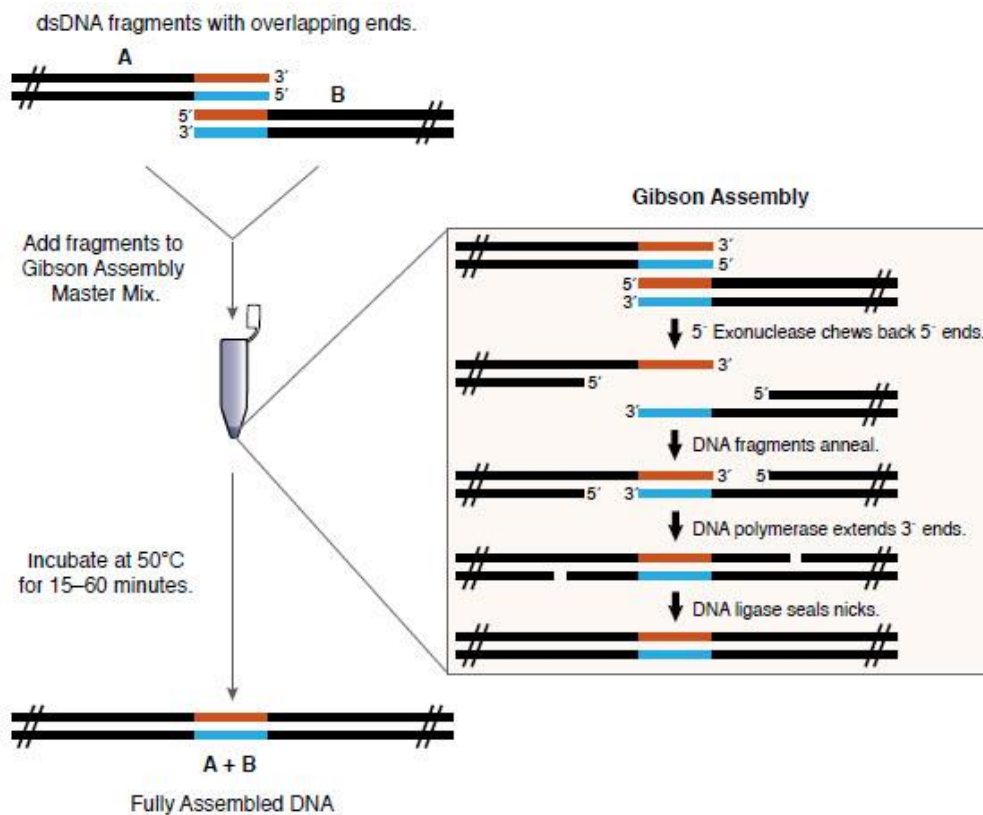 dsDNA fragments with overlapping ends.
A
3′
5′
B
5′
3′
Add fragments to
Gibson Assembly
Master Mix.
Incubate at 50°C
for 15–60 minutes.
A + B
Fully Assembled DNA
Gibson Assembly
3′
5′
5′
3′
5′ Exonuclease chews back 5′ ends.
3′
5′
5′
3′
DNA fragments anneal.
3′ 5′
5′ 3′
DNA polymerase extends 3′ ends.
DNA ligase seals nicks.